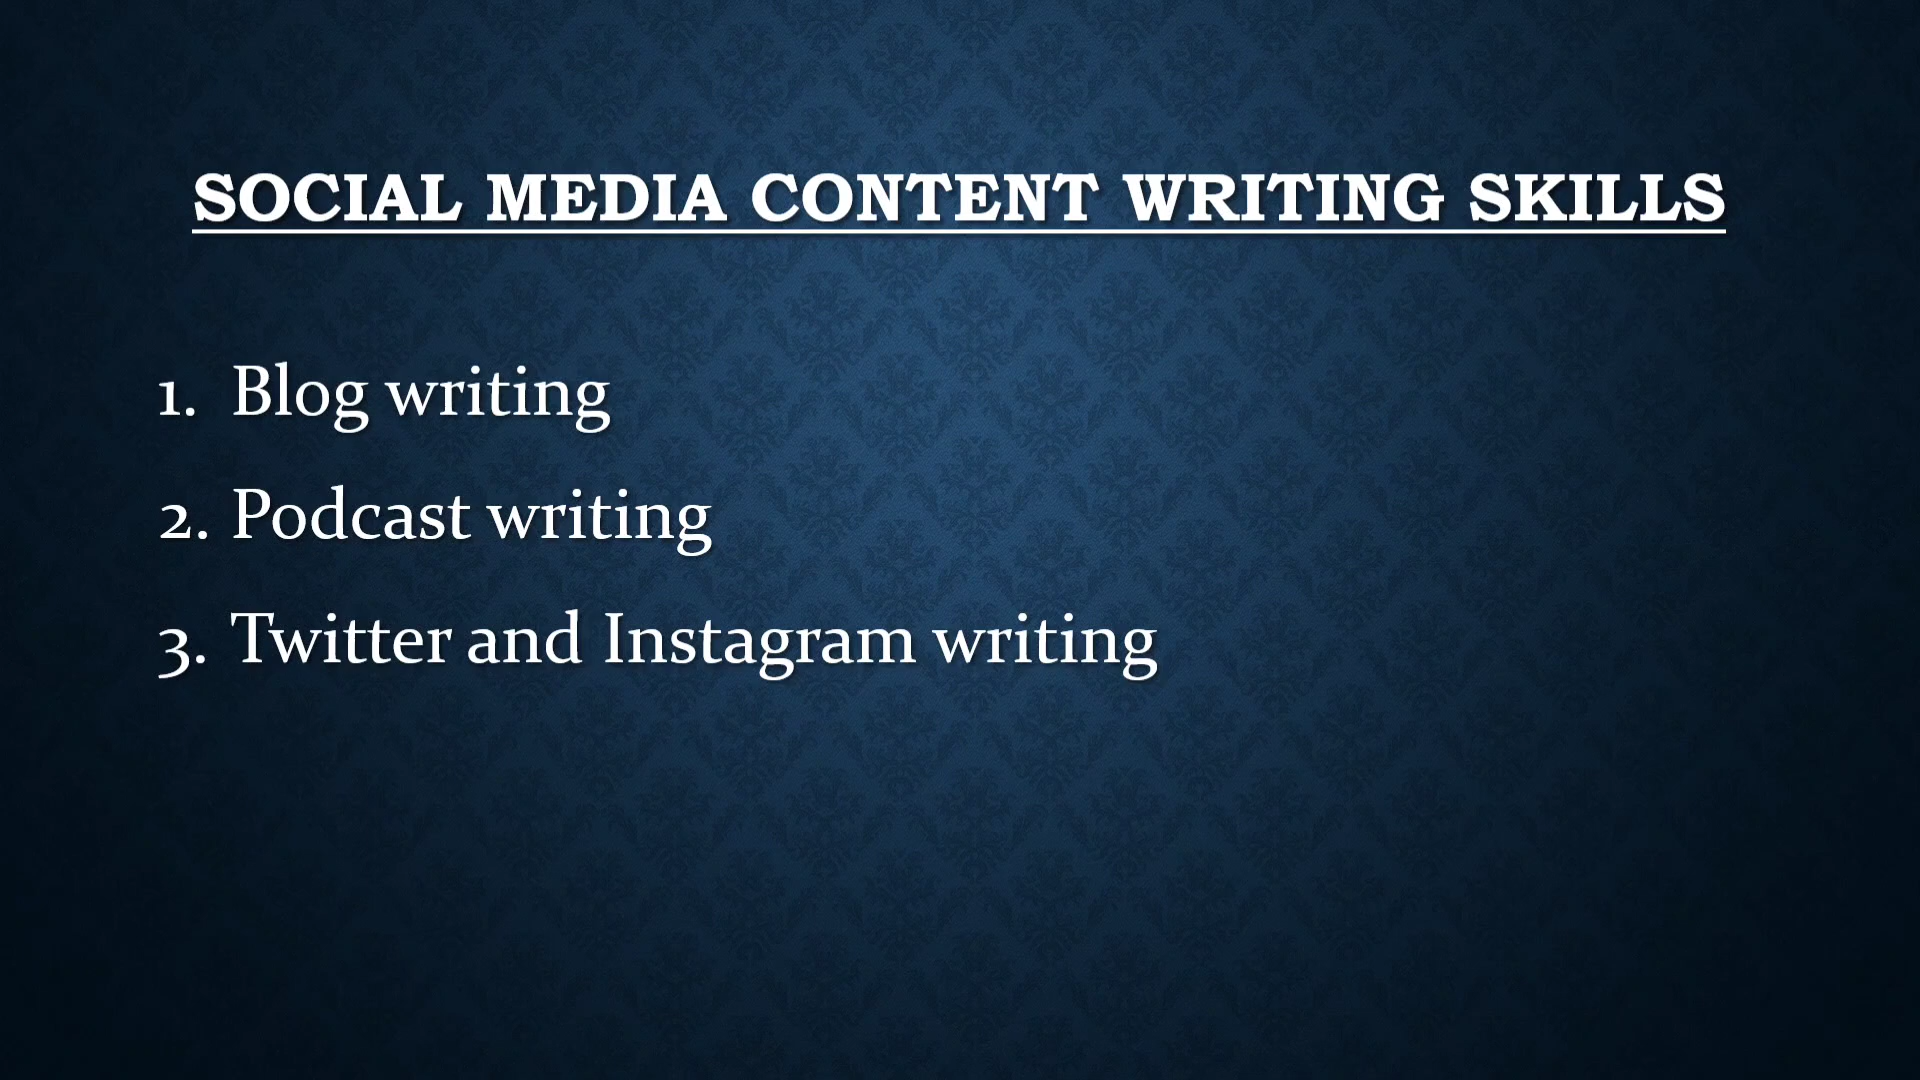 SOCIAL MEDIA CONTENT WRITING SKILLS
1. Blog writing
2. Podcast writing
3. Twitter and Instagram writing